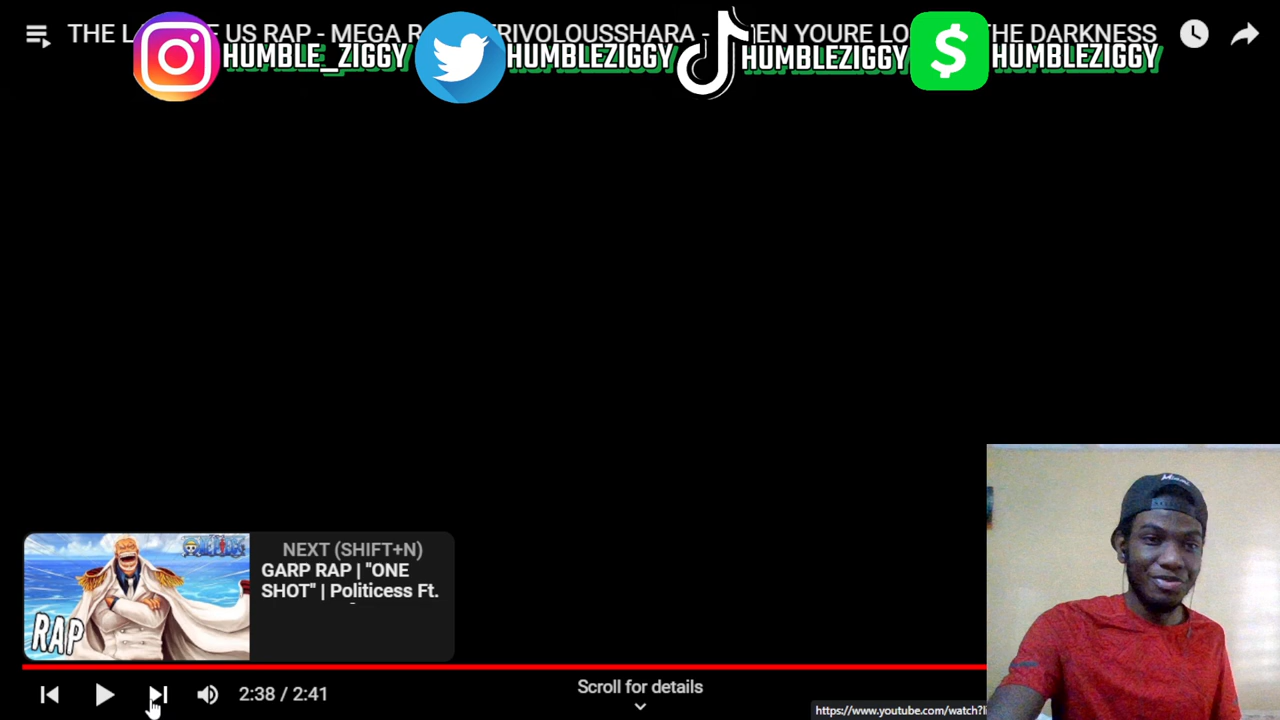 THE L US RAP - MEGA R RIVOLOUSSHARA - EN YOURE LO THE DARKNESS
HUMBLE_ZIGGY HUMBLEZIGGY HUMBLEZIGGY HUMBLEZIGGY
NEXT (SHIFT+N)
GARP RAP | "ONE
SHOT" | Politicess Ft.
RAP
2:38 / 2:41
Scroll for details
https://www.youtube.com/watch?l